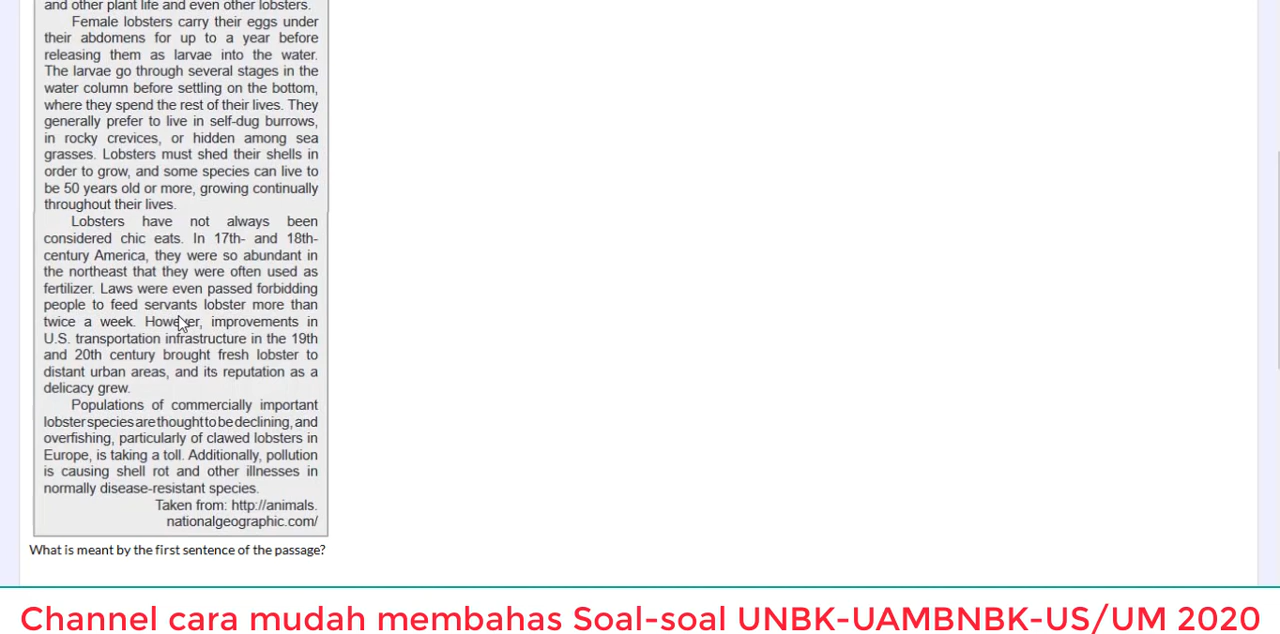 and other plant life and even other lobsters.
Female lobsters carry their eggs under
their abdomens for up to a year before
releasing them as larvae into the water.
The larvae go through several stages in the
water column before settling on the bottom,
where they spend the rest of their lives. They
generally prefer to live in self-dug burrows,
in rocky crevices, or hidden among sea
grasses. Lobsters must shed their shells in
order to grow, and some species can live to
be 50 years old or more, growing continually
throughout their lives.
Lobsters have not always been
considered chic eats. In 17th- and 18th-
century America, they were so abundant in
the northeast that they were often used as
fertilizer. Laws were even passed forbidding
people to feed servants lobster more than
twice a week. However, improvements in
U.S. transportation infrastructure in the 19th
and 20th century brought fresh lobster to
distant urban areas, and its reputation as a
delicacy grew.
Populations of commercially important
lobster species are thought to be declining, and
overfishing, particularly of clawed lobsters in
Europe, is taking a toll. Additionally, pollution
is causing shell rot and other illnesses in
normally disease-resistant species.
Taken from: http://animals.
nationalgeographic.com/
What is meant by the first sentence of the passage?
Channel cara mudah membahas Soal-soal UNBK-UAMBNBK-US/UM 2020